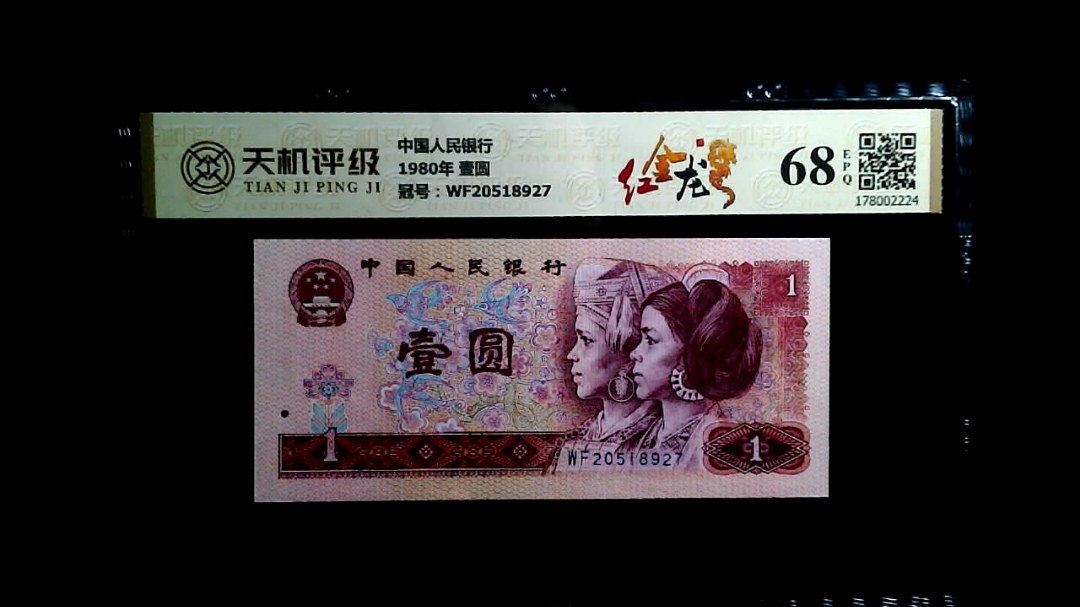 天机评级
TIAN JI PING JI
中国人民银行
1980年 壹圆
冠号：WF20518927
红金龙
68
EPQ
178002224
中国人民银行
1
壹圆
1
WF20518927
1